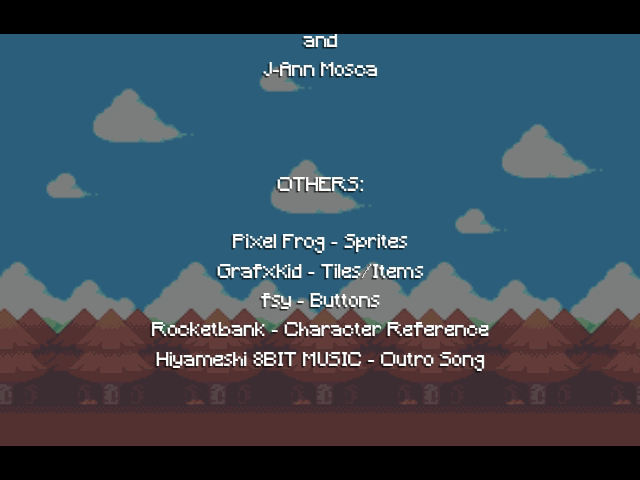 and
J-Ann Mosca
OTHERS:
Pixel Frog - Sprites
GrafxKid - Tiles/Items
fsy - Buttons
Rocketbank - Character Reference
Hiyameshi 8BIT MUSIC - Outro Song